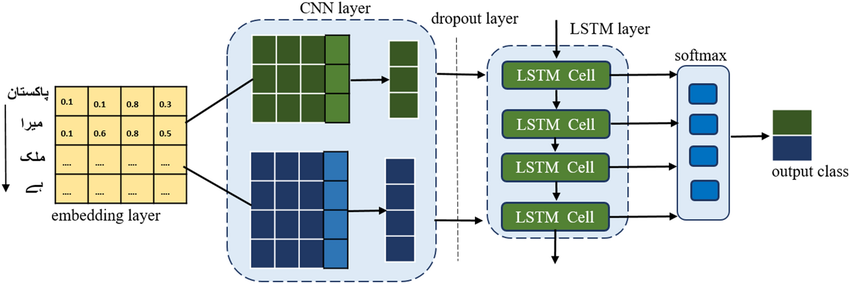 CNN layer
dropout layer
LSTM layer
softmax
پاکستان
0.1 0.1 0.8 0.3
میرا
0.1 0.6 0.8 0.5
ملک
.... .... .... ....
ہے
.... .... .... ....
embedding layer
LSTM Cell
LSTM Cell
LSTM Cell
LSTM Cell
output class